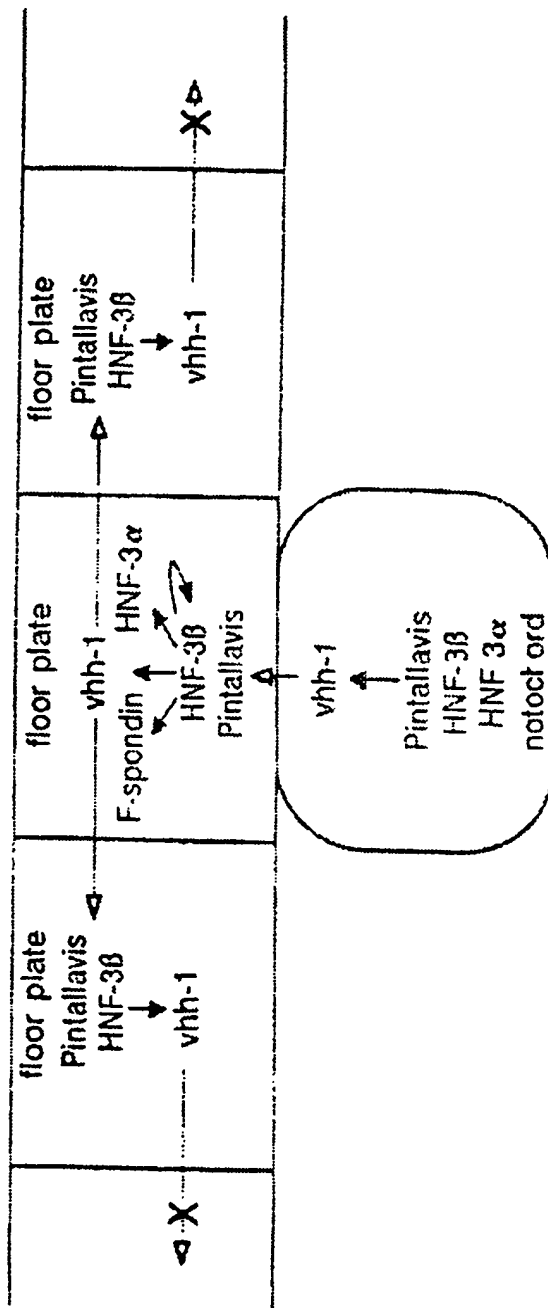 floor plate
Pintallavis
HNF-3β
vhh-1
X
floor plate
vhh-1
F-spondin HNF-3α
HNF-3β
Pintallavis
floor plate
Pintallavis
HNF-3β
vhh-1
X
vhh-1
Pintallavis
HNF-3β
HNF 3α
notoctord